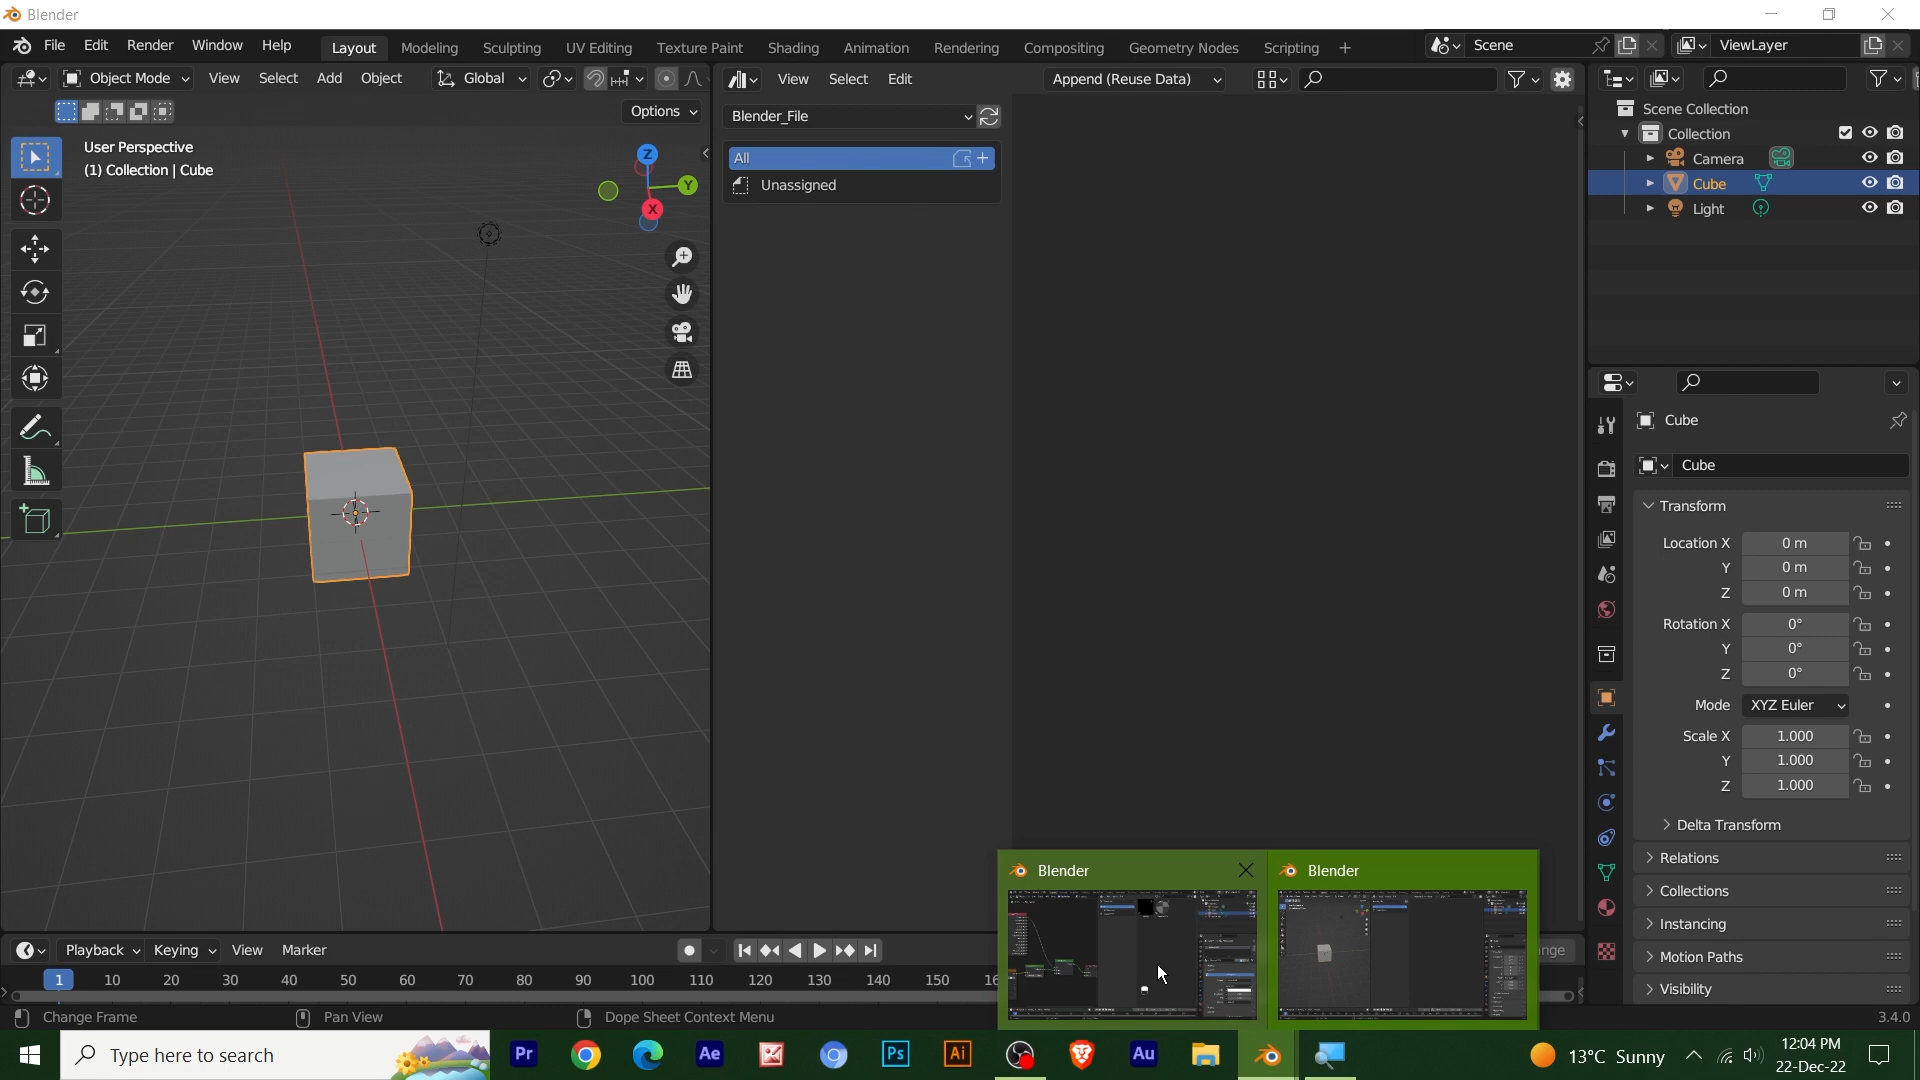 Blender
File Edit Render Window Help
Layout Modeling Sculpting UV Editing Texture Paint Shading Animation Rendering Compositing Geometry Nodes Scripting +
Scene
ViewLayer
Object Mode View Select Add Object Global
View Select Edit Append (Reuse Data)
Options
User Perspective
(1) Collection | Cube
Z
Y
X
Blender_File
All
Unassigned
Scene Collection
Collection
Camera
Cube
Light
Cube
Cube
Transform
Location X 0 m
Y 0 m
Z 0 m
Rotation X 0°
Y 0°
Z 0°
Mode XYZ Euler
Scale X 1.000
Y 1.000
Z 1.000
Delta Transform
Relations
Collections
Instancing
Motion Paths
Visibility
Blender
Blender
Playback Keying View Marker
nge
1 10 20 30 40 50 60 70 80 90 100 110 120 130 140 150 16
Change Frame Pan View Dope Sheet Context Menu
3.4.0
Type here to search
Pr
Ae
Ps
Ai
Au
13°C Sunny
12:04 PM
22-Dec-22